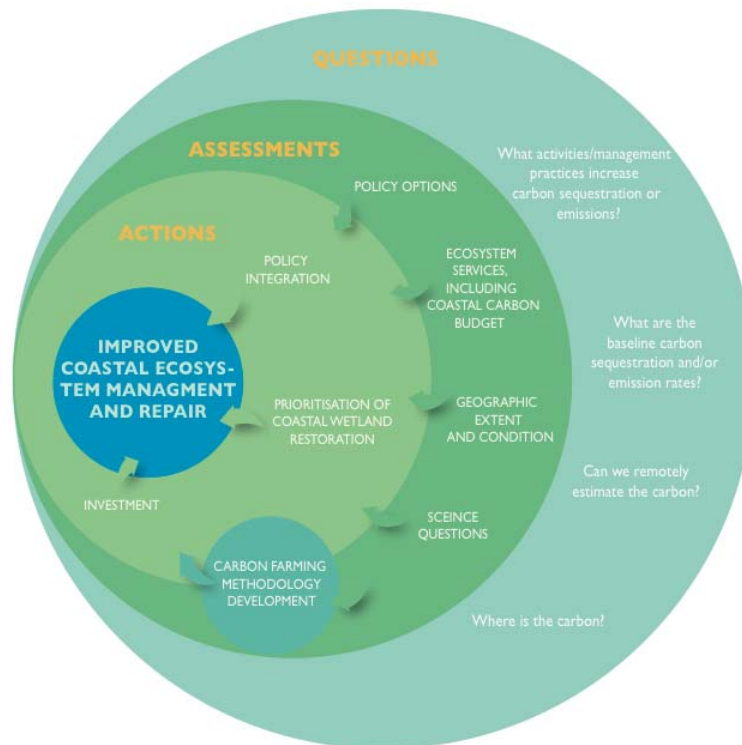 QUESTIONS
ASSESSMENTS
ACTIONS
What activities/management
practices increase
carbon sequestration or
emissions?
POLICY OPTIONS
POLICY
INTEGRATION
ECOSYSTEM
SERVICES,
INCLUDING
COASTAL CARBON
BUDGET
What are the
baseline carbon
sequestration and/or
emission rates?
IMPROVED
COASTAL ECOSYS-
TEM MANAGMENT
AND REPAIR
PRIORITISATION OF
COASTAL WETLAND
RESTORATION
GEOGRAPHIC
EXTENT
AND CONDITION
Can we remotely
estimate the carbon?
INVESTMENT
SCEINCE
QUESTIONS
CARBON FARMING
METHODOLOGY
DEVELOPMENT
Where is the carbon?